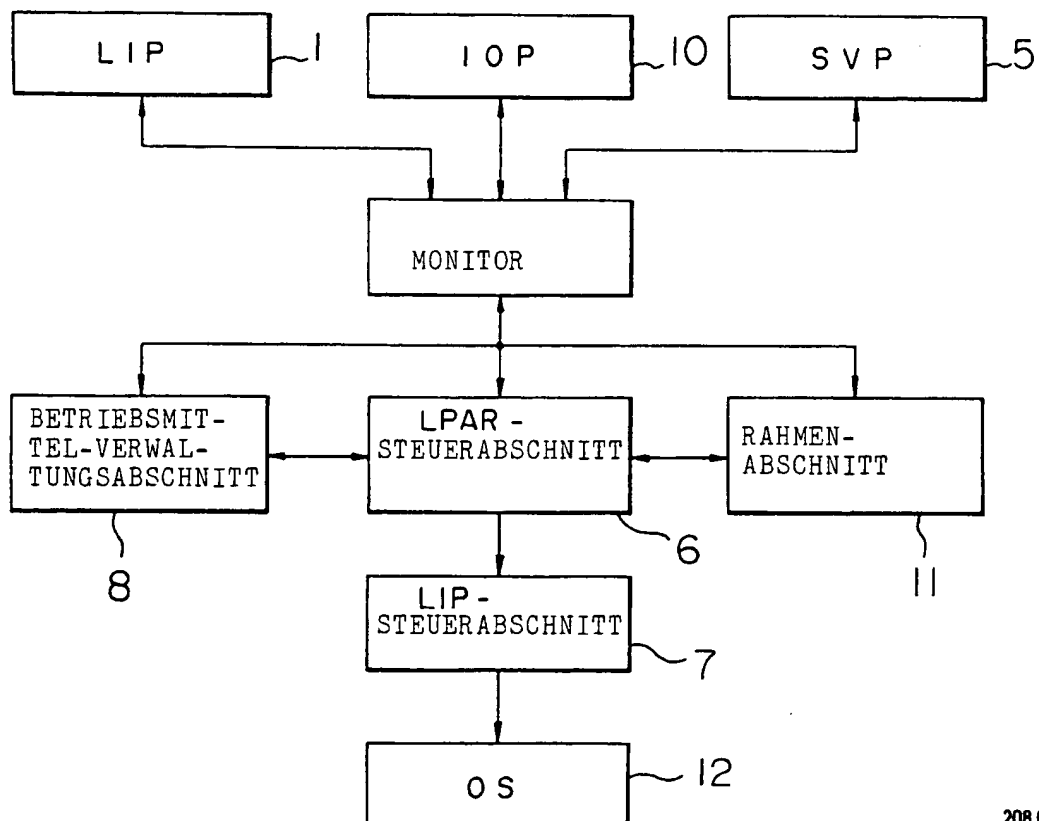 LIP 1
IOP 10
SVP 5
MONITOR
BETRIEBSMIT-
TEL-VERWAL-
TUNGSABSCHNITT
8
LPAR-
STEUERABSCHNITT
6
RAHMEN-
ABSCHNITT
11
LIP-
STEUERABSCHNITT
7
OS 12